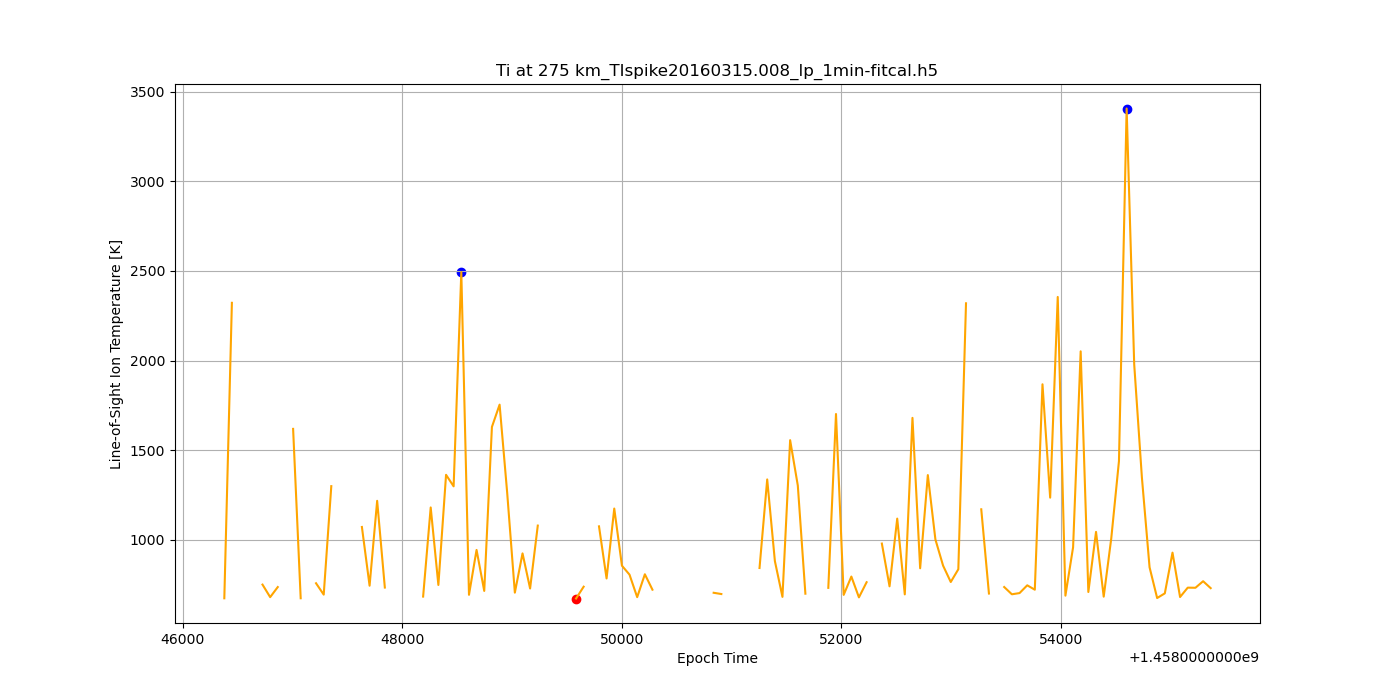 Ti at 275 km_TIspike20160315.008_lp_1min-fitcal.h5
Line-of-Sight Ion Temperature [K]
3500
3000
2500
2000
1500
1000
46000 48000 50000 52000 54000
Epoch Time
+1.4580000000e9